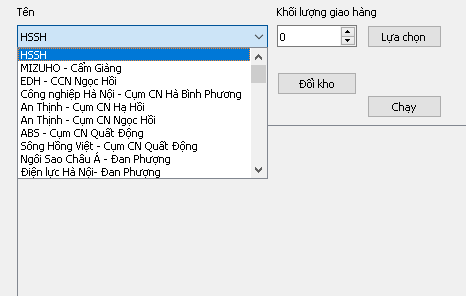 Tên
Khối lượng giao hàng
HSSH
0
Lựa chọn
HSSH
MIZUHO - Cẩm Giàng
EDH - CCN Ngọc Hồi
Công nghiệp Hà Nội - Cụm CN Hà Bình Phương
An Thịnh - Cụm CN Hạ Hồi
An Thịnh - Cụm CN Ngọc Hồi
ABS - Cụm CN Quất Động
Sông Hồng Việt - Cụm CN Quất Động
Ngôi Sao Châu Á - Đan Phượng
Điện lực Hà Nội- Đan Phượng
Đổi kho
Chạy